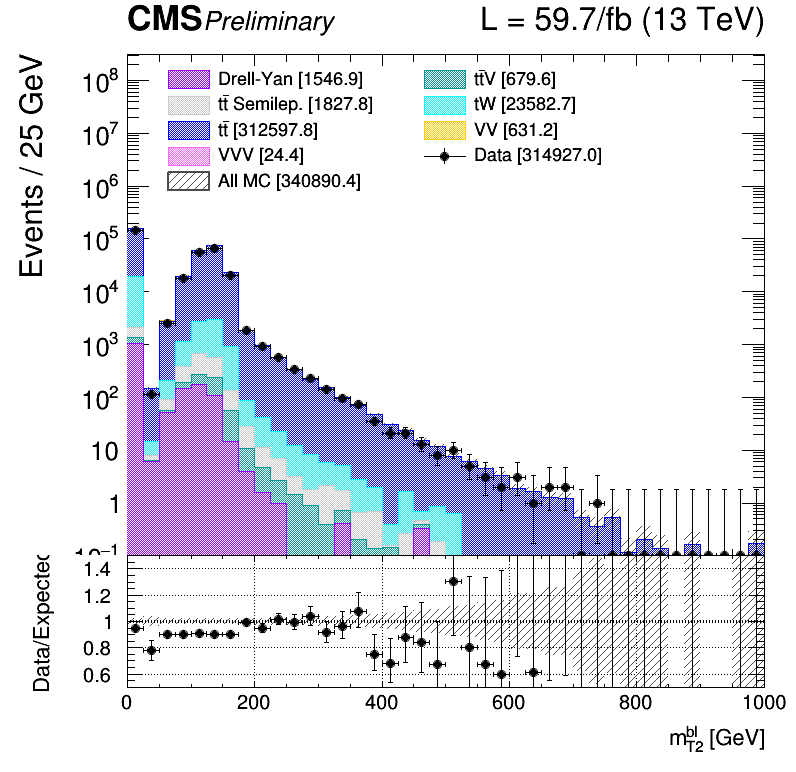 CMS Preliminary L = 59.7/fb (13 TeV)
Events / 25 GeV
Drell-Yan [1546.9]
tt̄ Semilep. [1827.8]
tt̄ [312597.8]
VVV [24.4]
All MC [340890.4]
tt̄V [679.6]
tW [23582.7]
VV [631.2]
Data [314927.0]
10⁸
10⁷
10⁶
10⁵
10⁴
10³
10²
10
1
10⁻¹
Data/Expected
1.4
1.2
1
0.8
0.6
0 200 400 600 800 1000
m_T2^bl [GeV]